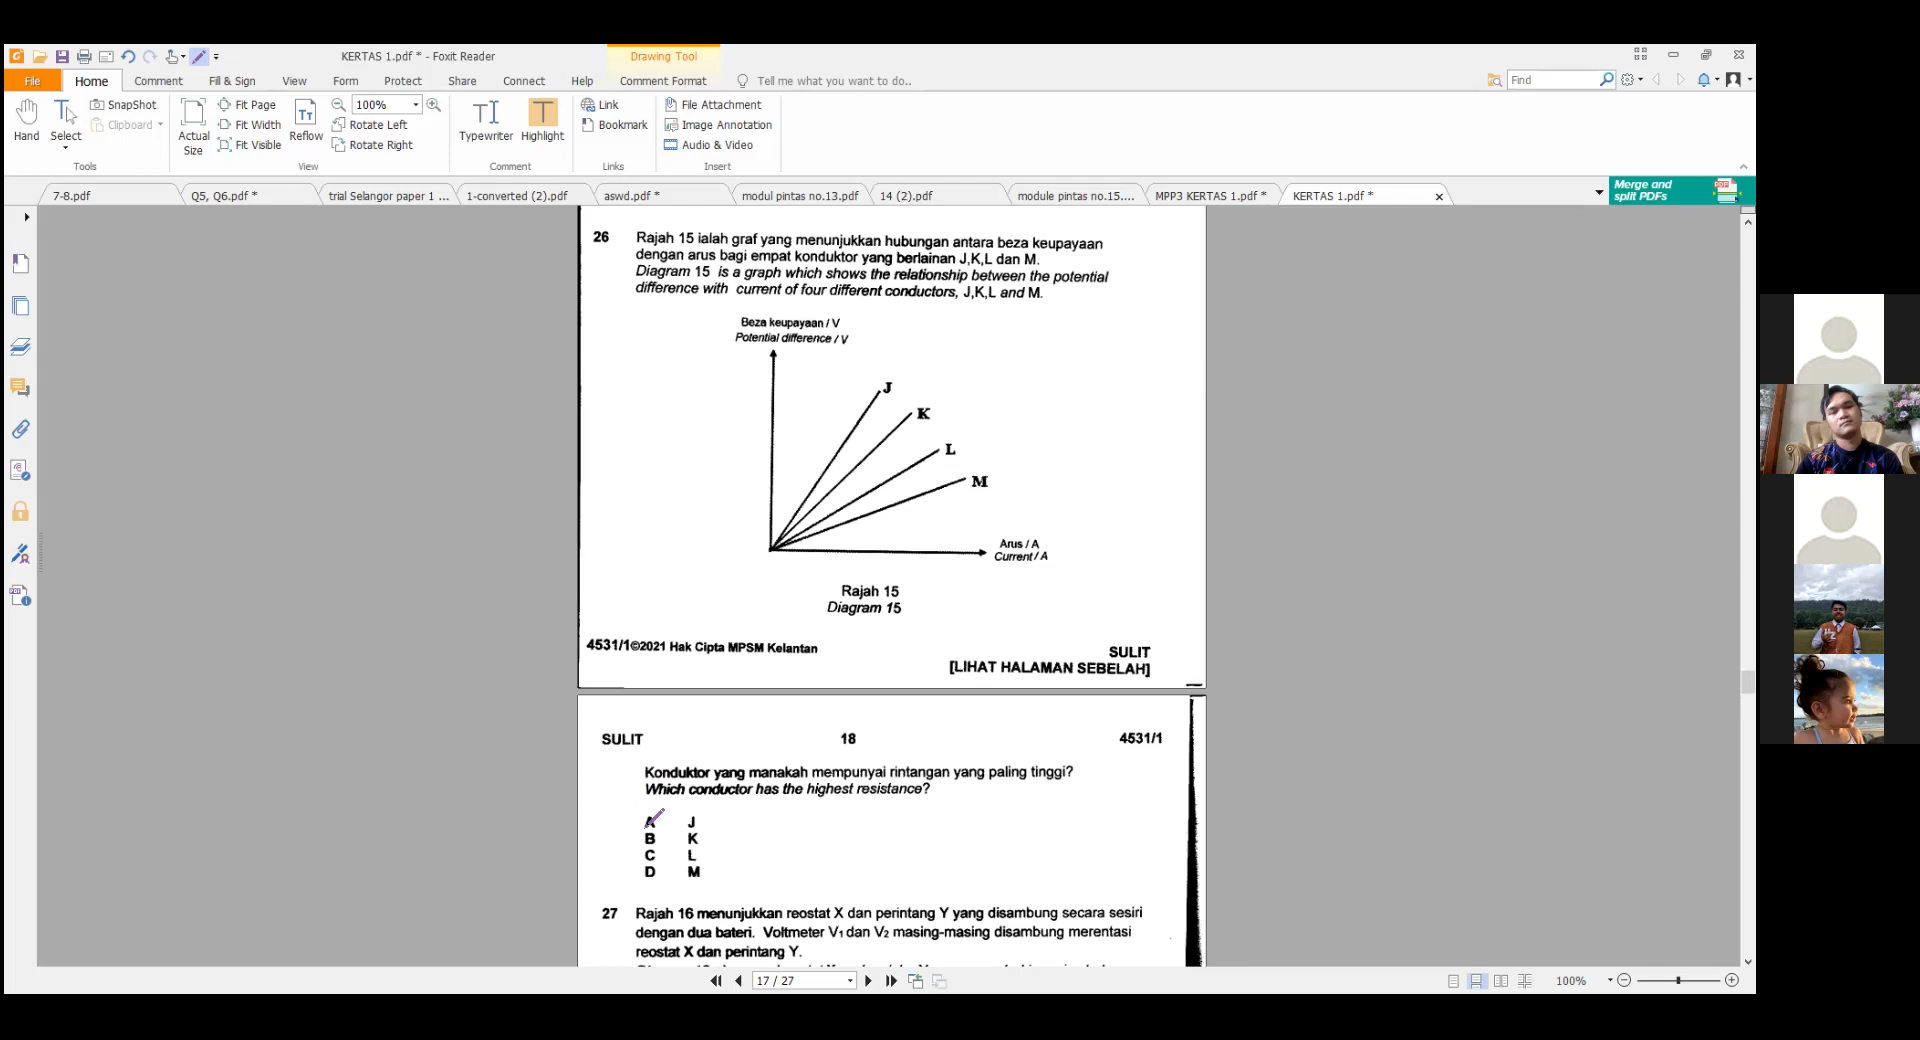 KERTAS 1.pdf * - Foxit Reader
Drawing Tool
File Home Comment Fill & Sign View Form Protect Share Connect Help Comment Format Tell me what you want to do..
Find
Hand
Select
SnapShot
Clipboard
Tools
Actual Size
Fit Page
Fit Width
Fit Visible
Reflow
100%
Rotate Left
Rotate Right
View
Typewriter
Highlight
Comment
Link
Bookmark
Links
File Attachment
Image Annotation
Audio & Video
Insert
7-8.pdf
Q5, Q6.pdf *
trial Selangor paper 1 ...
1-converted (2).pdf
aswd.pdf *
modul pintas no.13.pdf
14 (2).pdf
module pintas no.15....
MPP3 KERTAS 1.pdf *
KERTAS 1.pdf *
Merge and
split PDFs
26 Rajah 15 ialah graf yang menunjukkan hubungan antara beza keupayaan
dengan arus bagi empat konduktor yang berlainan J,K,L dan M.
Diagram 15 is a graph which shows the relationship between the potential
difference with current of four different conductors, J,K,L and M.
Beza keupayaan / V
Potential difference / V
J
K
L
M
Arus / A
Current / A
Rajah 15
Diagram 15
4531/1©2021 Hak Cipta MPSM Kelantan
SULIT
[LIHAT HALAMAN SEBELAH]
SULIT 18 4531/1
Konduktor yang manakah mempunyai rintangan yang paling tinggi?
Which conductor has the highest resistance?
A J
B K
C L
D M
27 Rajah 16 menunjukkan reostat X dan perintang Y yang disambung secara sesiri
dengan dua bateri. Voltmeter V1 dan V2 masing-masing disambung merentasi
reostat X dan perintang Y.
17 / 27
100%